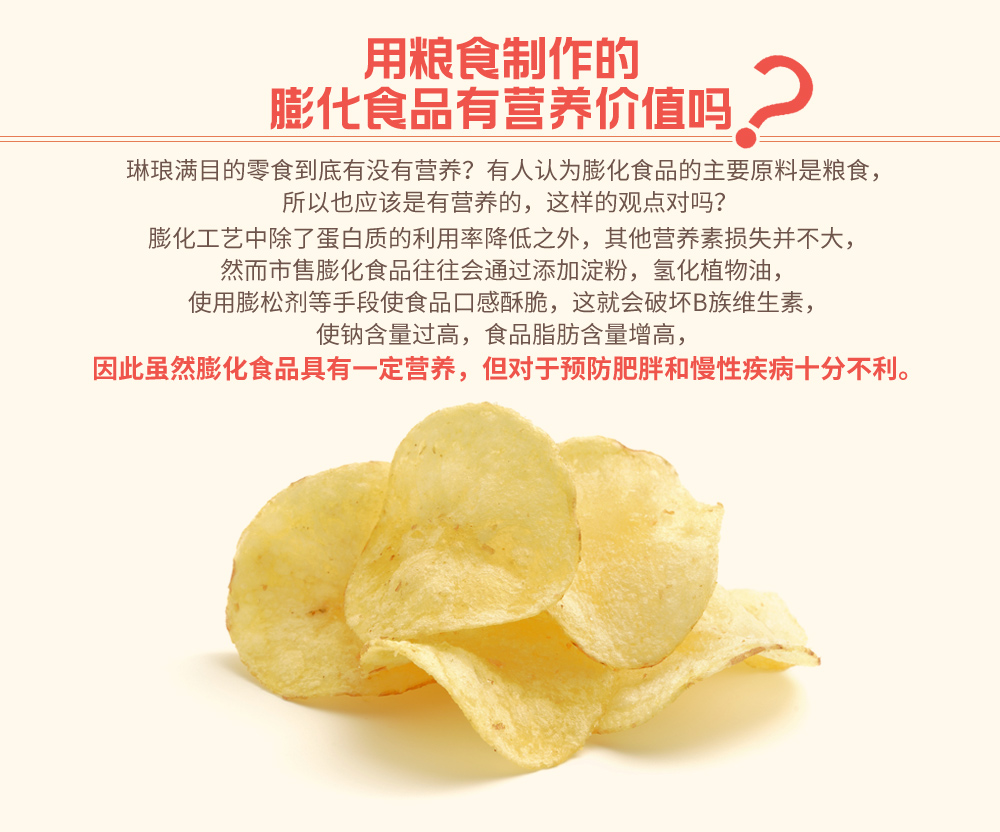 用粮食制作的
膨化食品有营养价值吗？
琳琅满目的零食到底有没有营养？有人认为膨化食品的主要原料是粮食，
所以也应该是有营养的，这样的观点对吗？
膨化工艺中除了蛋白质的利用率降低之外，其他营养素损失并不大，
然而市售膨化食品往往会通过添加淀粉，氢化植物油，
使用膨松剂等手段使食品口感酥脆，这就会破坏B族维生素，
使钠含量过高，食品脂肪含量增高，
因此虽然膨化食品具有一定营养，但对于预防肥胖和慢性疾病十分不利。